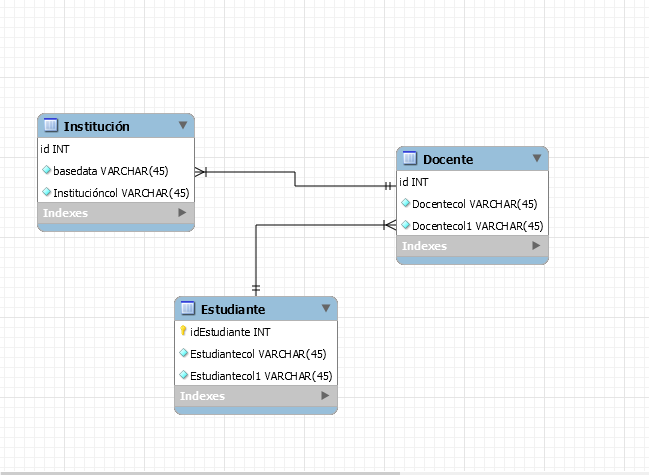 Institución
id INT
basedata VARCHAR(45)
Institucióncol VARCHAR(45)
Indexes
Docente
id INT
Docentecol VARCHAR(45)
Docentecol1 VARCHAR(45)
Indexes
Estudiante
idEstudiante INT
Estudiantecol VARCHAR(45)
Estudiantecol1 VARCHAR(45)
Indexes